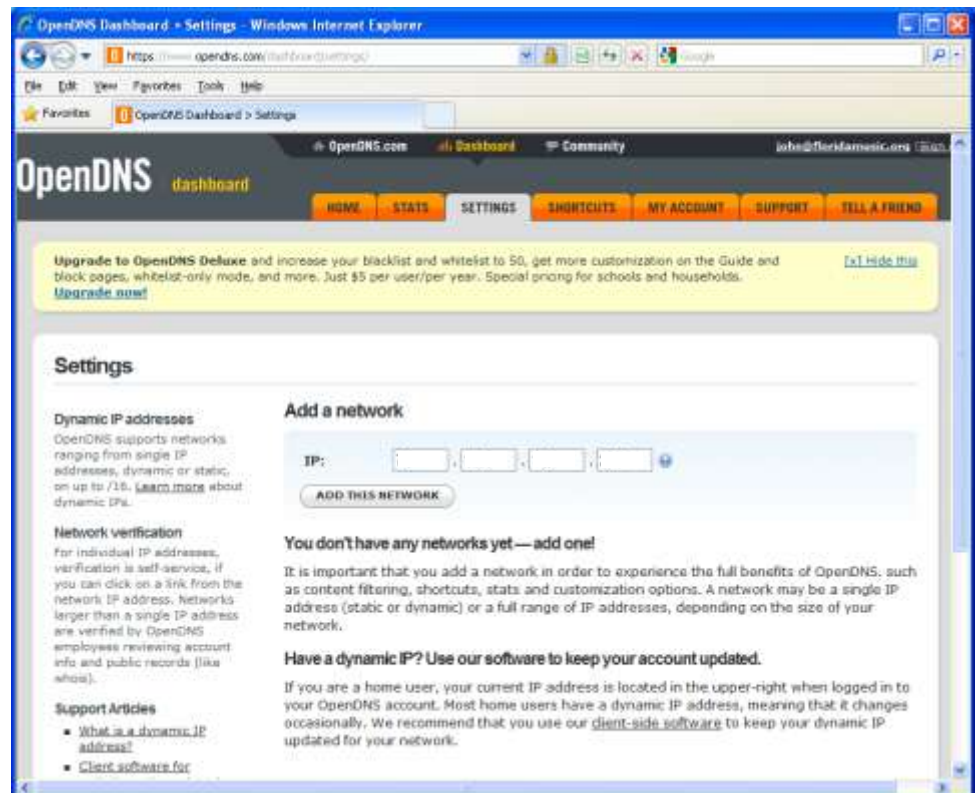 OpenDNS Dashboard > Settings - Windows Internet Explorer
https://www.opendns.com/dashboard/settings/
Google
File Edit View Favorites Tools Help
Favorites OpenDNS Dashboard > Settings
OpenDNS.com Dashboard Community john@floridamusic.org
OpenDNS dashboard
HOME STATS SETTINGS SHORTCUTS MY ACCOUNT SUPPORT TELL A FRIEND
Upgrade to OpenDNS Deluxe and increase your blacklist and whitelist to 50, get more customization on the Guide and [x] Hide this
block pages, whitelist-only mode, and more. Just $5 per user/per year. Special pricing for schools and households.
Upgrade now!
Settings
Dynamic IP addresses
OpenDNS supports networks
ranging from single IP
addresses, dynamic or static,
on up to /16. Learn more about
dynamic IPs.
Network verification
For individual IP addresses,
verification is self-service, if
you can click on a link from the
network IP address. Networks
larger than a single IP address
are verified by OpenDNS
employees reviewing account
info and public records (like
whois).
Support Articles
What is a dynamic IP
address?
Client software for
Add a network
IP: . . .
ADD THIS NETWORK
You don't have any networks yet — add one!
It is important that you add a network in order to experience the full benefits of OpenDNS, such
as content filtering, shortcuts, stats and customization options. A network may be a single IP
address (static or dynamic) or a full range of IP addresses, depending on the size of your
network.
Have a dynamic IP? Use our software to keep your account updated.
If you are a home user, your current IP address is located in the upper-right when logged in to
your OpenDNS account. Most home users have a dynamic IP address, meaning that it changes
occasionally. We recommend that you use our client-side software to keep your dynamic IP
updated for your network.